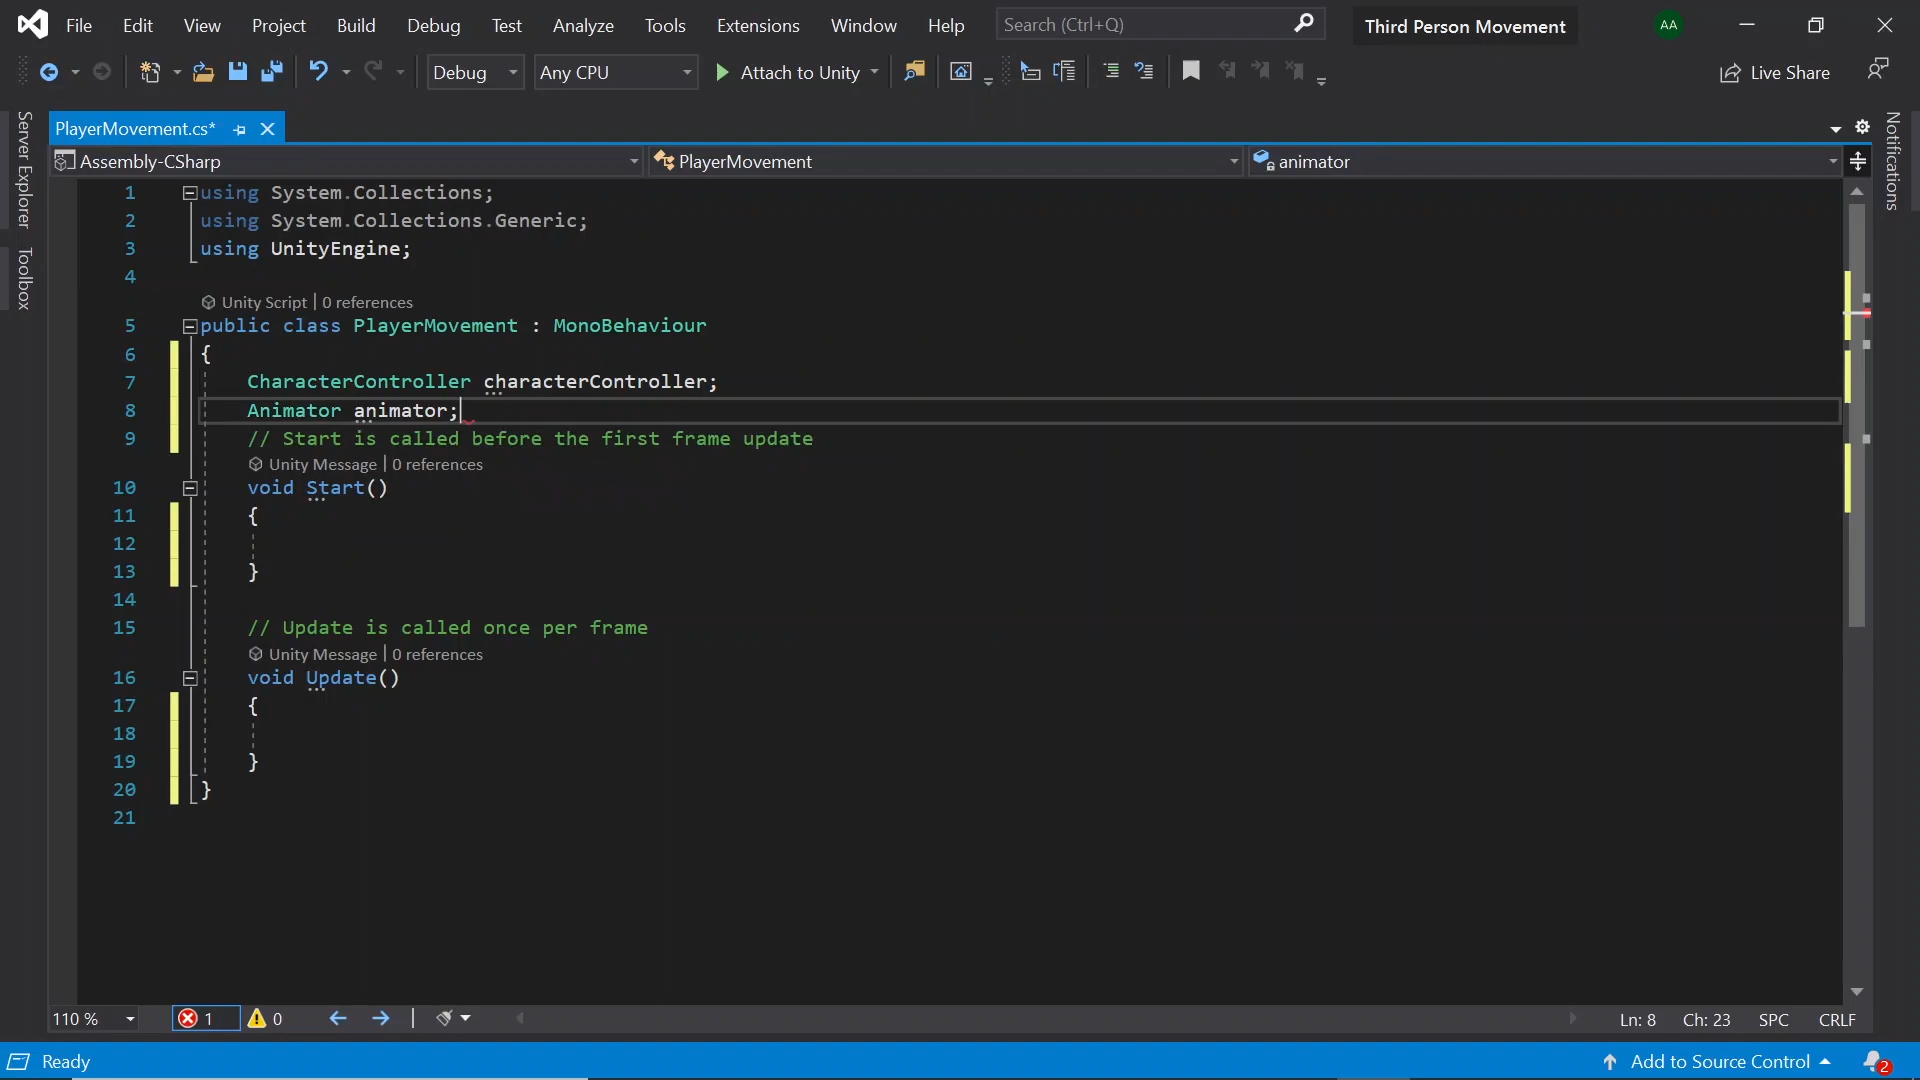 File Edit View Project Build Debug Test Analyze Tools Extensions Window Help Search (Ctrl+Q) Third Person Movement AA
Debug Any CPU Attach to Unity Live Share
Server Explorer
Toolbox
Notifications
PlayerMovement.cs*
Assembly-CSharp PlayerMovement animator
1 using System.Collections;
2 using System.Collections.Generic;
3 using UnityEngine;
4
Unity Script | 0 references
5 public class PlayerMovement : MonoBehaviour
6 {
7 CharacterController characterController;
8 Animator animator;
9 // Start is called before the first frame update
Unity Message | 0 references
10 void Start()
11 {
12
13 }
14
15 // Update is called once per frame
Unity Message | 0 references
16 void Update()
17 {
18
19 }
20 }
21
110 % 1 0 Ln: 8 Ch: 23 SPC CRLF
Ready Add to Source Control 2